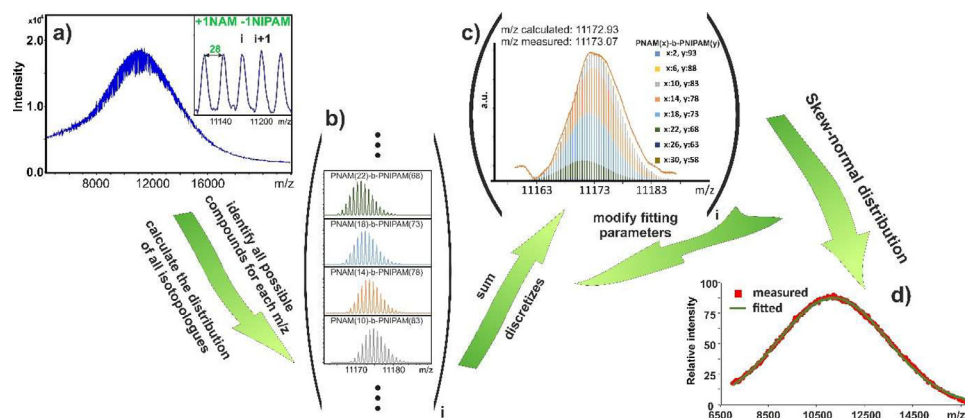 x10⁴
a)
+1NAM -1NIPAM
i i+1
28
2.0
1.0
0.0
Intensity
11140 11200 m/z
8000 12000 16000 m/z
identify all possible
compounds for each m/z
calculate the distribution
of all isotopologues
b)
PNAM(22)-b-PNIPAM(68)
PNAM(18)-b-PNIPAM(73)
PNAM(14)-b-PNIPAM(78)
PNAM(10)-b-PNIPAM(83)
11170 11180 m/z
i
sum
discretizes
c)
m/z calculated: 11172.93
m/z measured: 11173.07
PNAM(x)-b-PNIPAM(y)
x:2, y:93
x:6, y:88
x:10, y:83
x:14, y:78
x:18, y:73
x:22, y:68
x:26, y:63
x:30, y:58
a.u.
11163 11173 11183
m/z
i
modify fitting
parameters
Skew-normal distribution
d)
measured
fitted
Relative intensity
100
75
50
25
0
6500 8500 10500 12500 14500 m/z